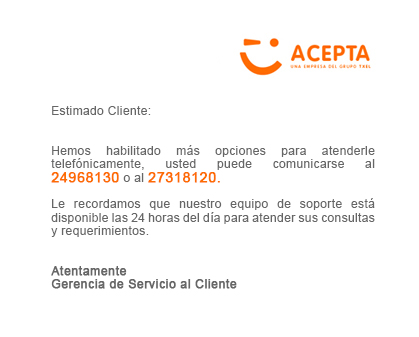 ACEPTA
UNA EMPRESA DEL GRUPO TXEL
Estimado Cliente:
Hemos habilitado más opciones para atenderle
telefónicamente, usted puede comunicarse al
24968130 o al 27318120.
Le recordamos que nuestro equipo de soporte está
disponible las 24 horas del día para atender sus consultas
y requerimientos.
Atentamente
Gerencia de Servicio al Cliente